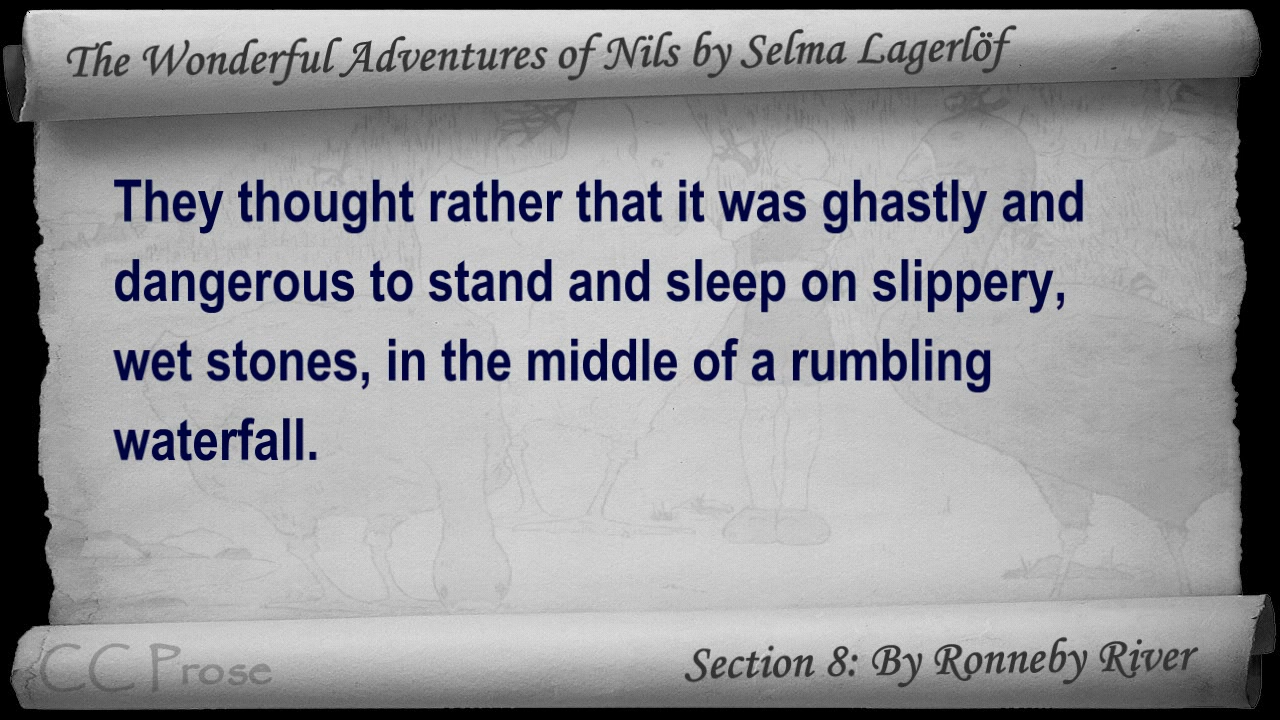 The Wonderful Adventures of Nils by Selma Lagerlöf
They thought rather that it was ghastly and
dangerous to stand and sleep on slippery,
wet stones, in the middle of a rumbling
waterfall.
CC Prose
Section 8: By Ronneby River